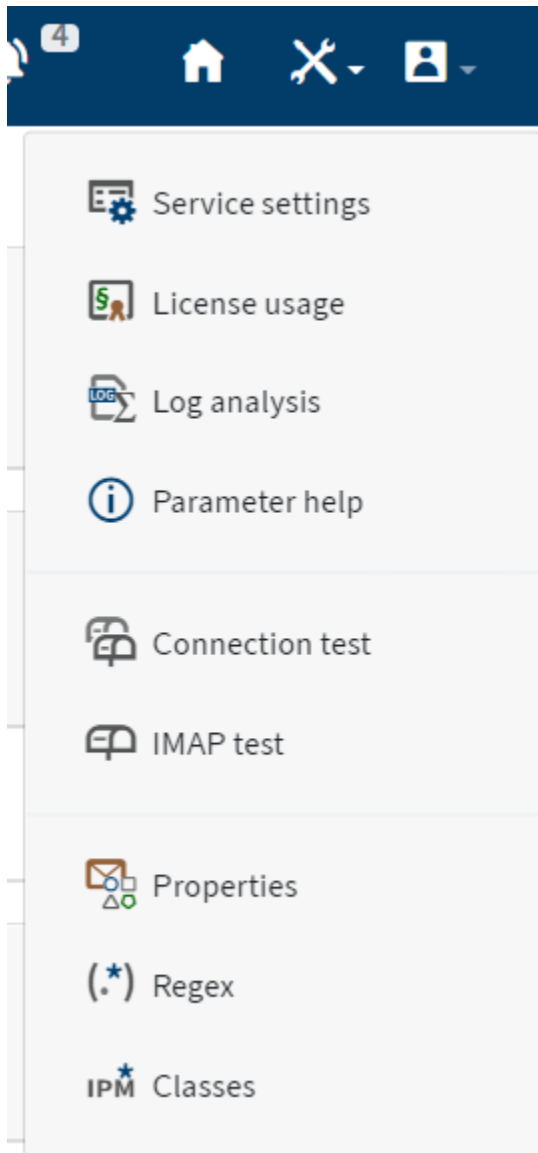 4
Service settings
§
License usage
LOG Σ
Log analysis
i
Parameter help
Connection test
IMAP test
Properties
(.*)
Regex
IPM*
Classes